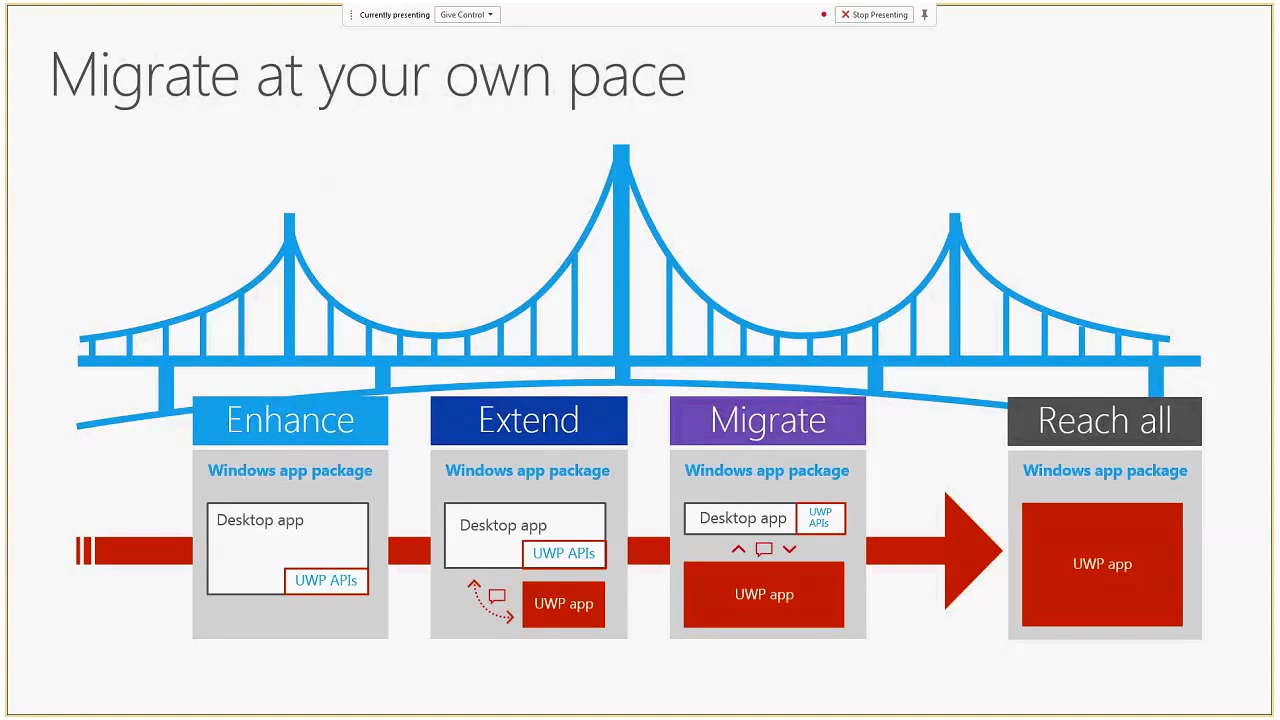 Currently presenting
Give Control
Stop Presenting
Migrate at your own pace
Enhance
Windows app package
Desktop app
UWP APIs
Extend
Windows app package
Desktop app
UWP APIs
UWP app
Migrate
Windows app package
Desktop app
UWP
APIs
UWP app
Reach all
Windows app package
UWP app